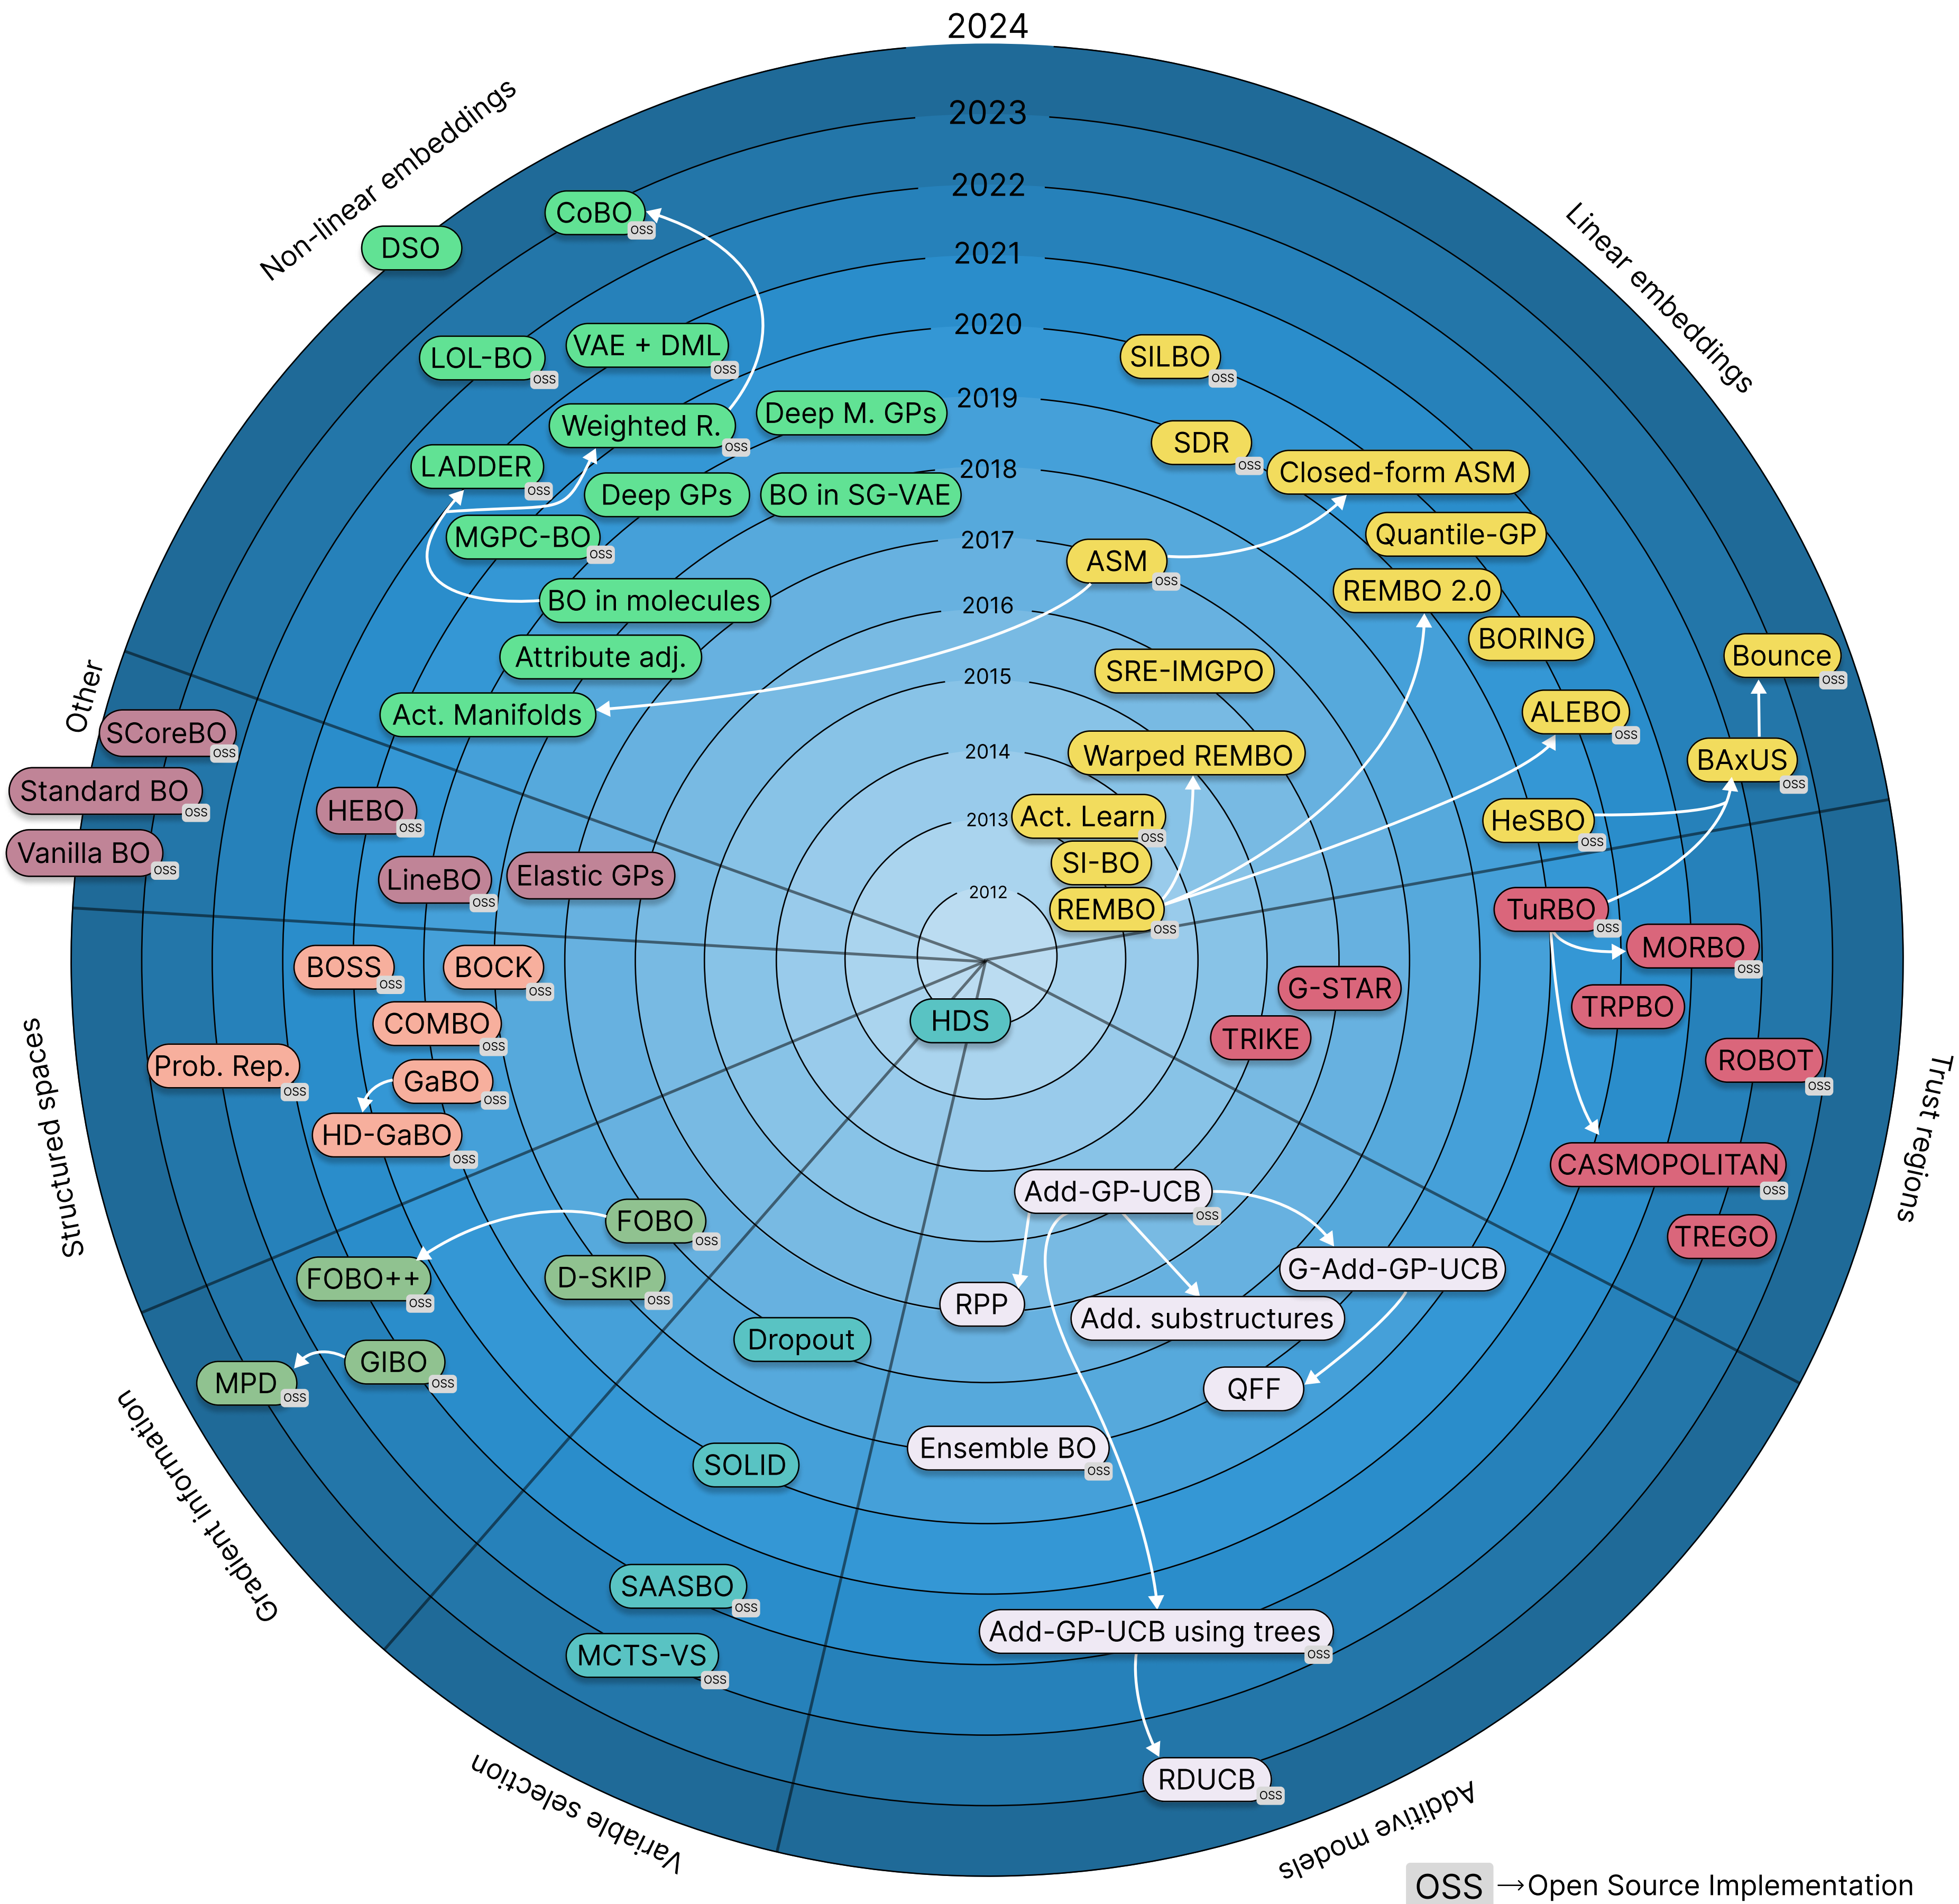 2024
2023
2022
2021
2020
2019
2018
2017
2016
2015
2014
2013
2012
Non-linear embeddings
CoBO
OSS
DSO
LOL-BO
OSS
VAE + DML
OSS
Weighted R.
OSS
Deep M. GPs
LADDER
OSS
Deep GPs
BO in SG-VAE
MGPC-BO
OSS
BO in molecules
Attribute adj.
Act. Manifolds
Linear embeddings
SILBO
OSS
SDR
OSS
Closed-form ASM
Quantile-GP
ASM
OSS
REMBO 2.0
BORING
SRE-IMGPO
Bounce
OSS
ALEBO
OSS
Warped REMBO
BAxUS
OSS
Act. Learn
OSS
HeSBO
OSS
SI-BO
REMBO
OSS
Trust regions
TuRBO
OSS
MORBO
OSS
G-STAR
TRPBO
TRIKE
ROBOT
OSS
CASMOPOLITAN
OSS
TREGO
Additive models
Add-GP-UCB
OSS
G-Add-GP-UCB
RPP
Add. substructures
QFF
Ensemble BO
OSS
Add-GP-UCB using trees
OSS
RDUCB
OSS
Variable selection
HDS
Dropout
SOLID
SAASBO
OSS
MCTS-VS
OSS
Gradient information
FOBO
OSS
FOBO++
OSS
D-SKIP
OSS
GIBO
OSS
MPD
OSS
Structured spaces
BOSS
OSS
BOCK
OSS
COMBO
OSS
Prob. Rep.
OSS
GaBO
OSS
HD-GaBO
OSS
Other
SCoreBO
OSS
Standard BO
OSS
HEBO
OSS
Vanilla BO
OSS
LineBO
OSS
Elastic GPs
OSS → Open Source Implementation